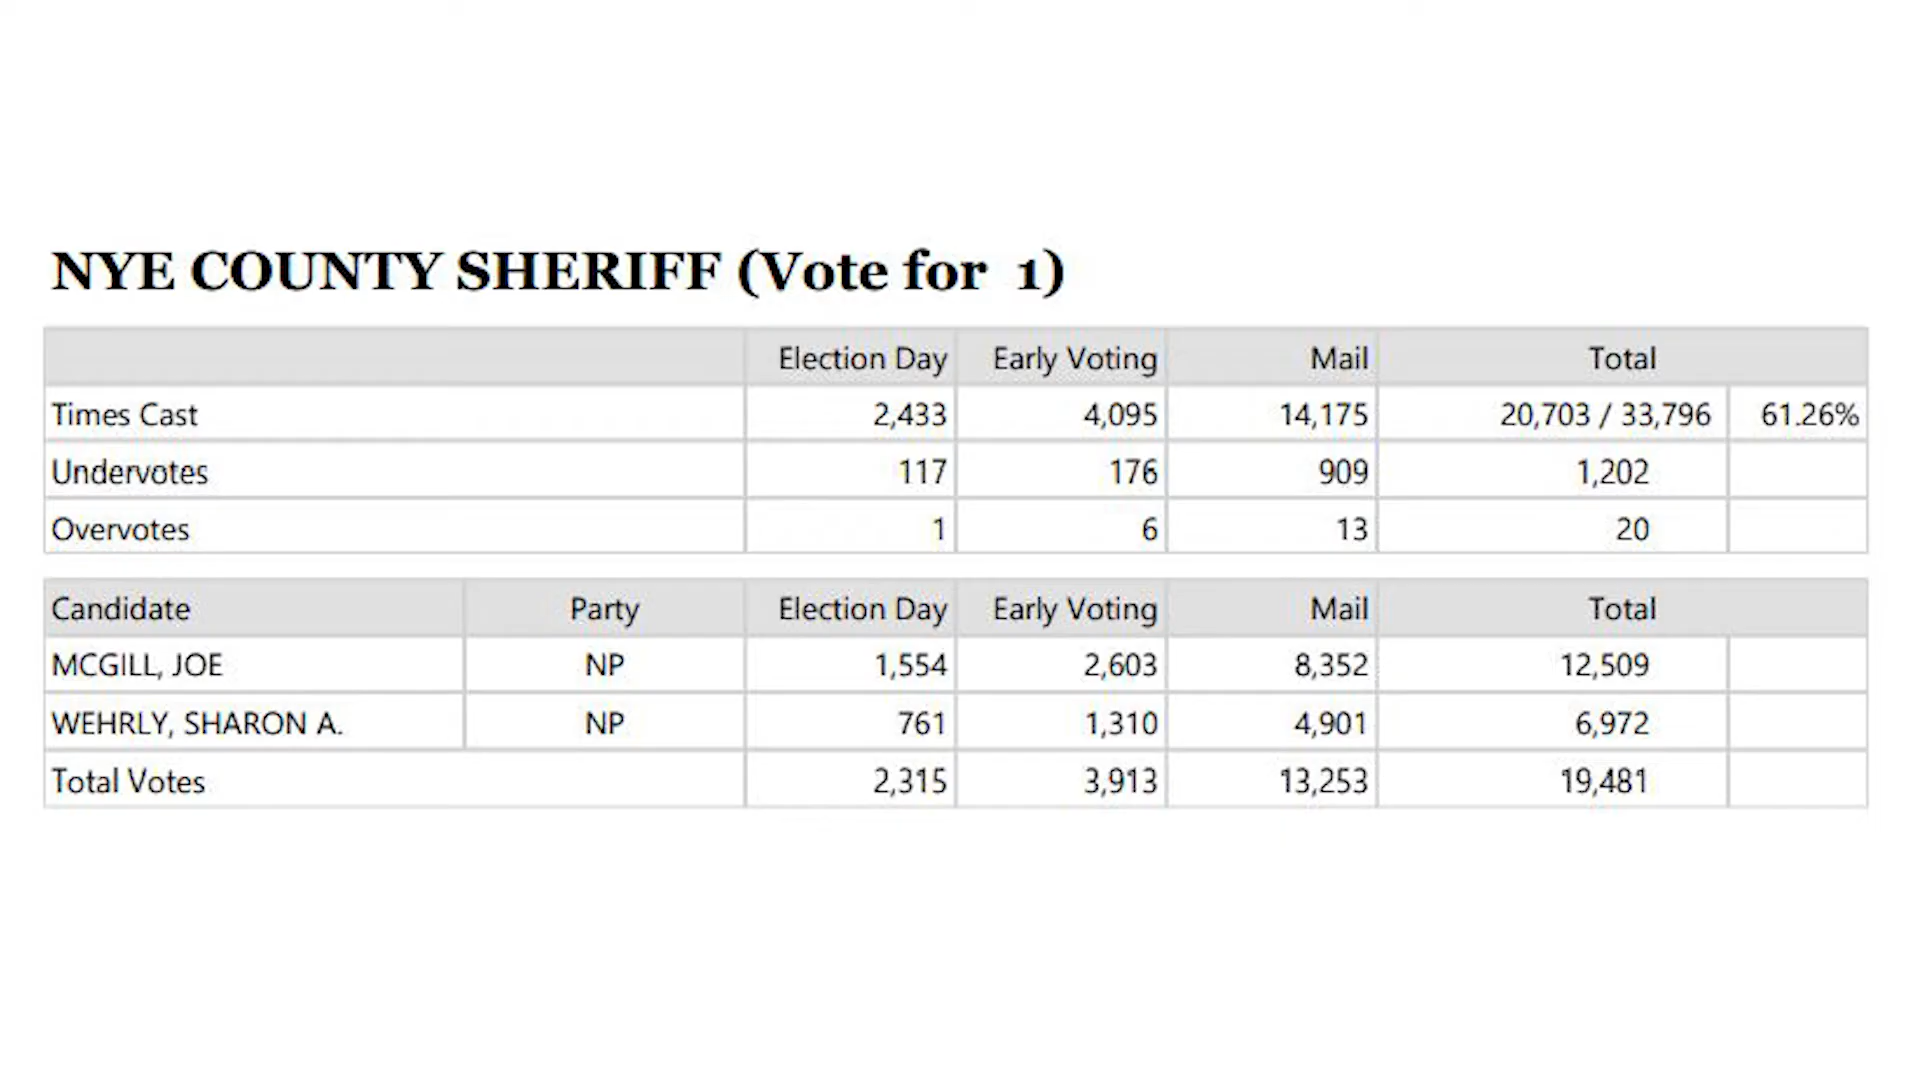 NYE COUNTY SHERIFF (Vote for 1)
Election Day Early Voting Mail Total
Times Cast 2,433 4,095 14,175 20,703 / 33,796 61.26%
Undervotes 117 176 909 1,202
Overvotes 1 6 13 20
Candidate Party Election Day Early Voting Mail Total
MCGILL, JOE NP 1,554 2,603 8,352 12,509
WEHRLY, SHARON A. NP 761 1,310 4,901 6,972
Total Votes 2,315 3,913 13,253 19,481